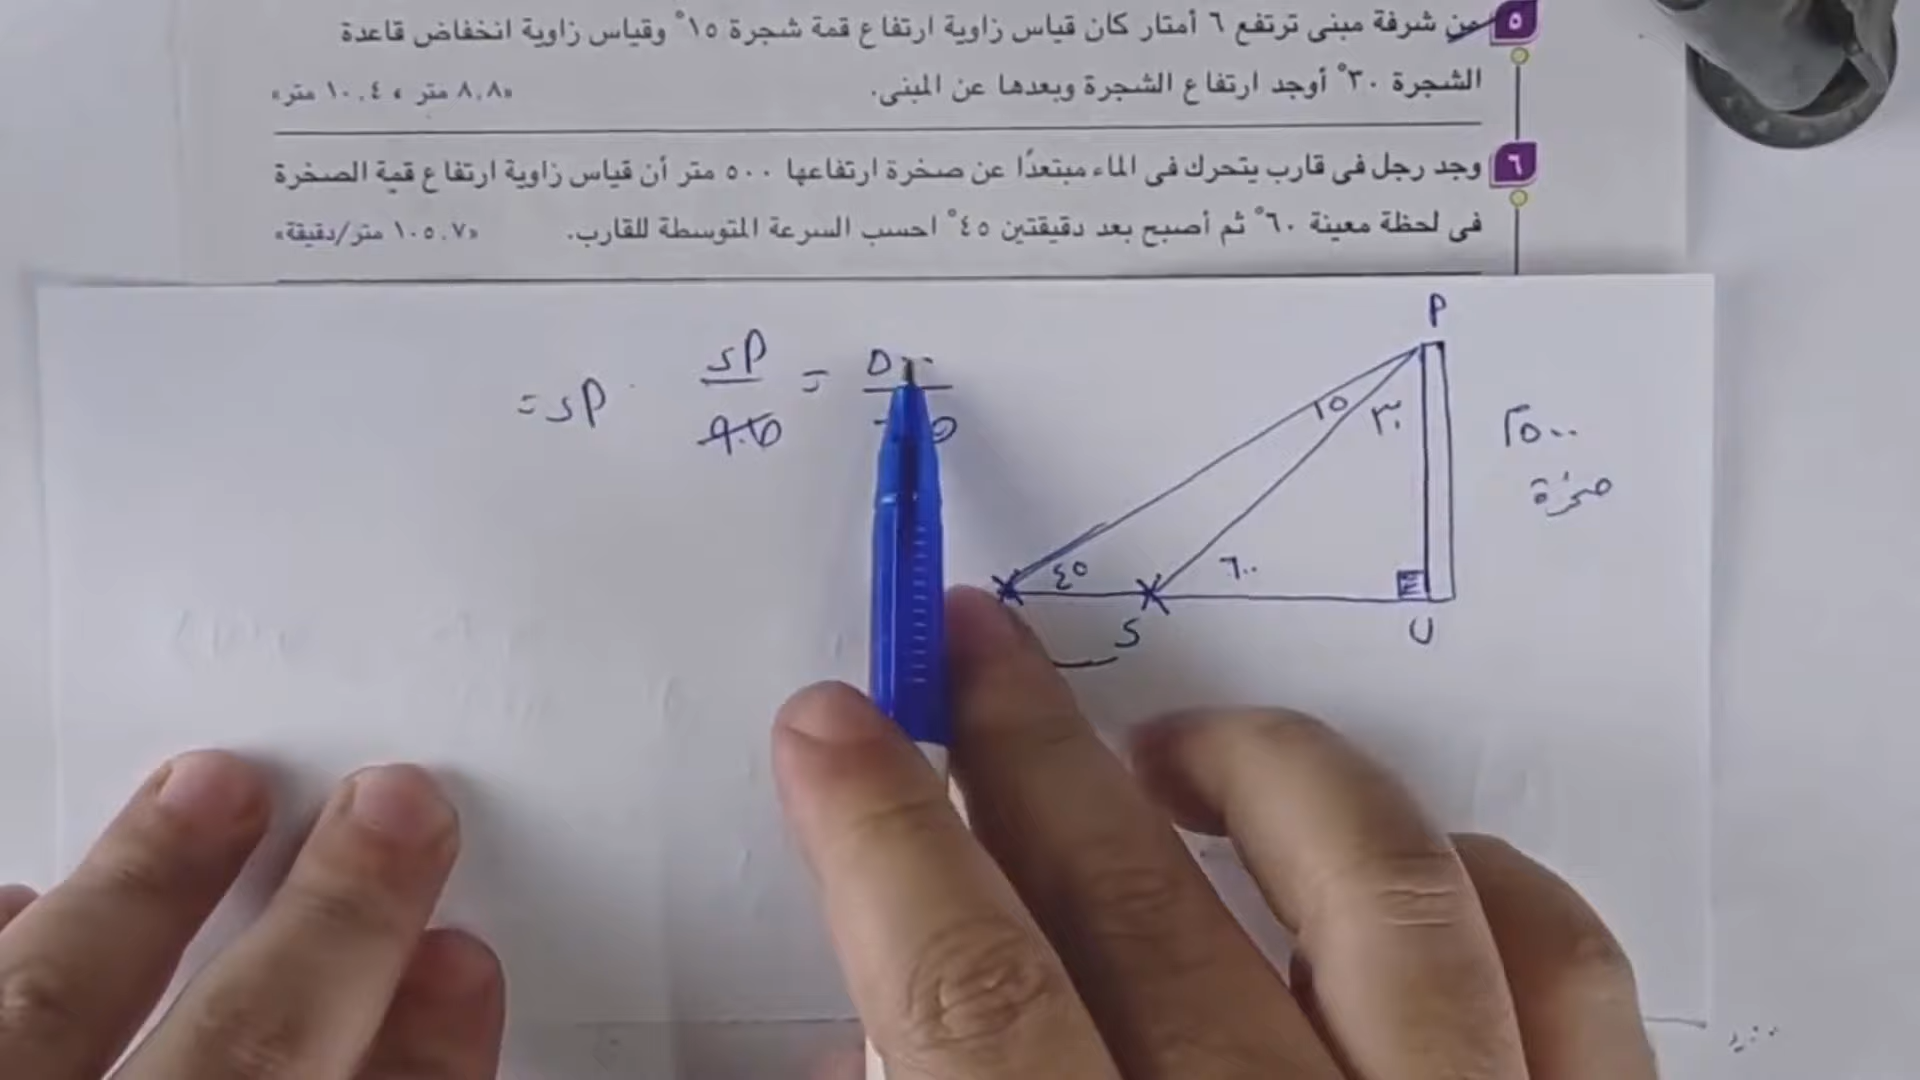 ٥ من شرفة مبنى ترتفع ٦ أمتار كان قياس زاوية ارتفاع قمة شجرة ١٥° وقياس زاوية انخفاض قاعدة
الشجرة ٣٠° أوجد ارتفاع الشجرة وبعدها عن المبنى. «٨,٨ متر ، ١٠,٤ متر»
٦ وجد رجل فى قارب يتحرك فى الماء مبتعدًا عن صخرة ارتفاعها ٥٠٠ متر أن قياس زاوية ارتفاع قمة الصخرة
فى لحظة معينة ٦٠° ثم أصبح بعد دقيقتين ٤٥° احسب السرعة المتوسطة للقارب. «١٠٥,٧ متر/دقيقة»
م
٥٠٠
=
م د
٩٠
م د =
١٥
٣٠
٥٠٠م
صخرة
٤٥
٦٠
د
ں